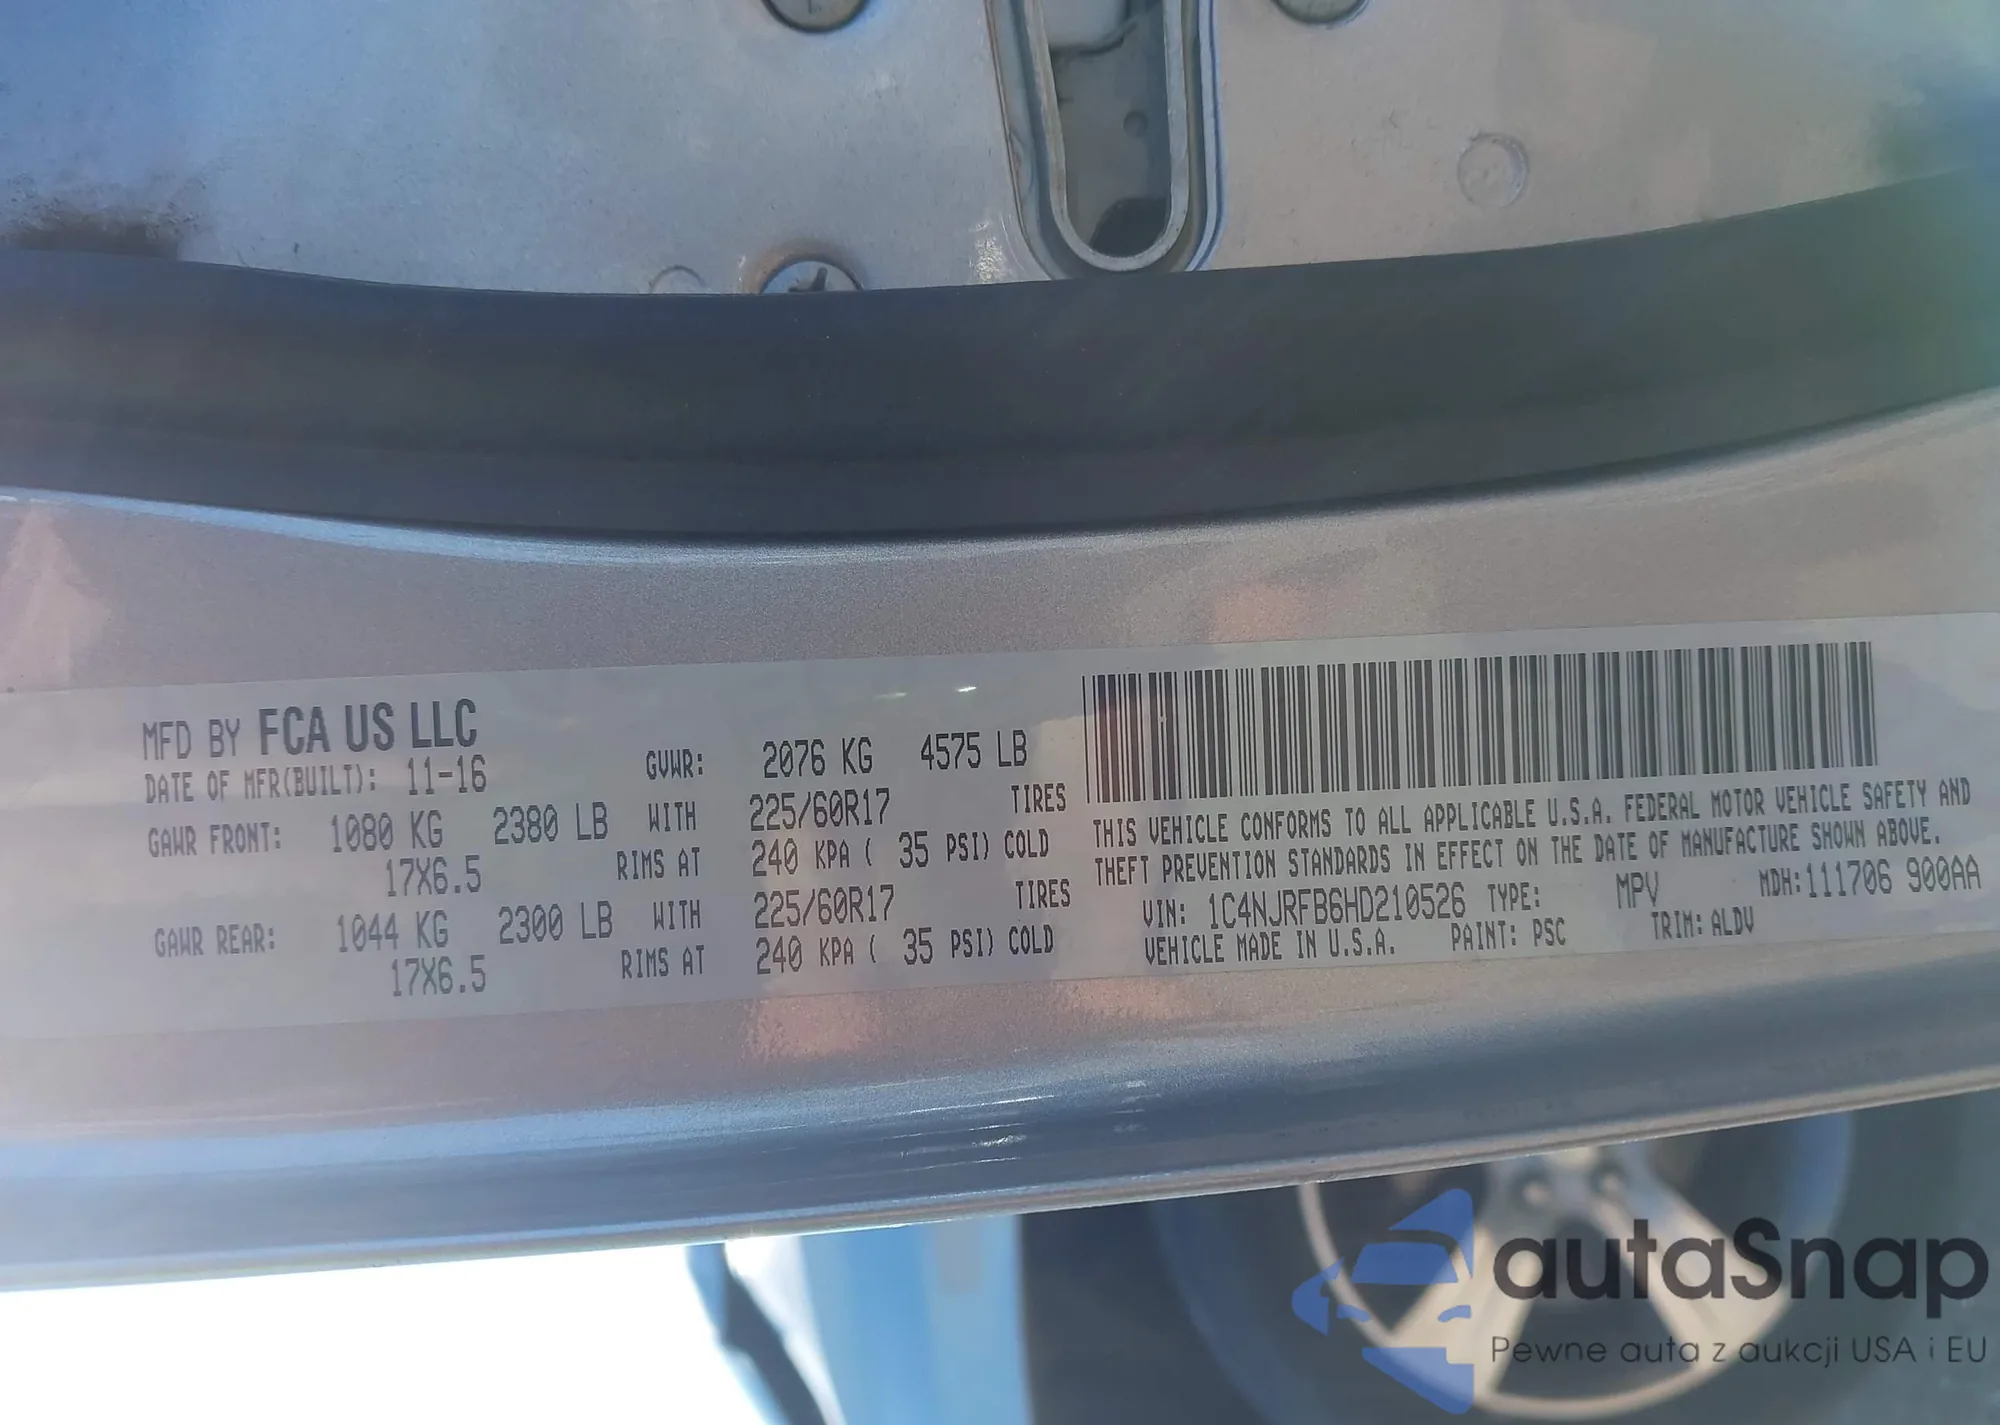 MFD BY FCA US LLC
DATE OF MFR(BUILT): 11-16 GVWR: 2076 KG 4575 LB
GAWR FRONT: 1080 KG 2380 LB WITH 225/60R17 TIRES
17X6.5 RIMS AT 240 KPA ( 35 PSI) COLD
GAWR REAR: 1044 KG 2300 LB WITH 225/60R17 TIRES
17X6.5 RIMS AT 240 KPA ( 35 PSI) COLD
THIS VEHICLE CONFORMS TO ALL APPLICABLE U.S.A. FEDERAL MOTOR VEHICLE SAFETY AND
THEFT PREVENTION STANDARDS IN EFFECT ON THE DATE OF MANUFACTURE SHOWN ABOVE.
VIN: 1C4NJRFB6HD210526 TYPE: MPV MDH:111706 900AA
VEHICLE MADE IN U.S.A. PAINT: PSC TRIM: ALDV
autaSnap
Pewne auta z aukcji USA i EU